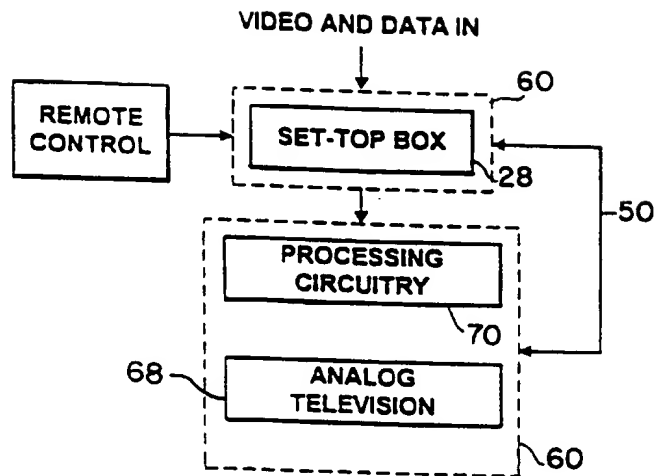 VIDEO AND DATA IN
60
REMOTE
CONTROL
SET-TOP BOX
28
50
PROCESSING
CIRCUITRY
70
68
ANALOG
TELEVISION
60